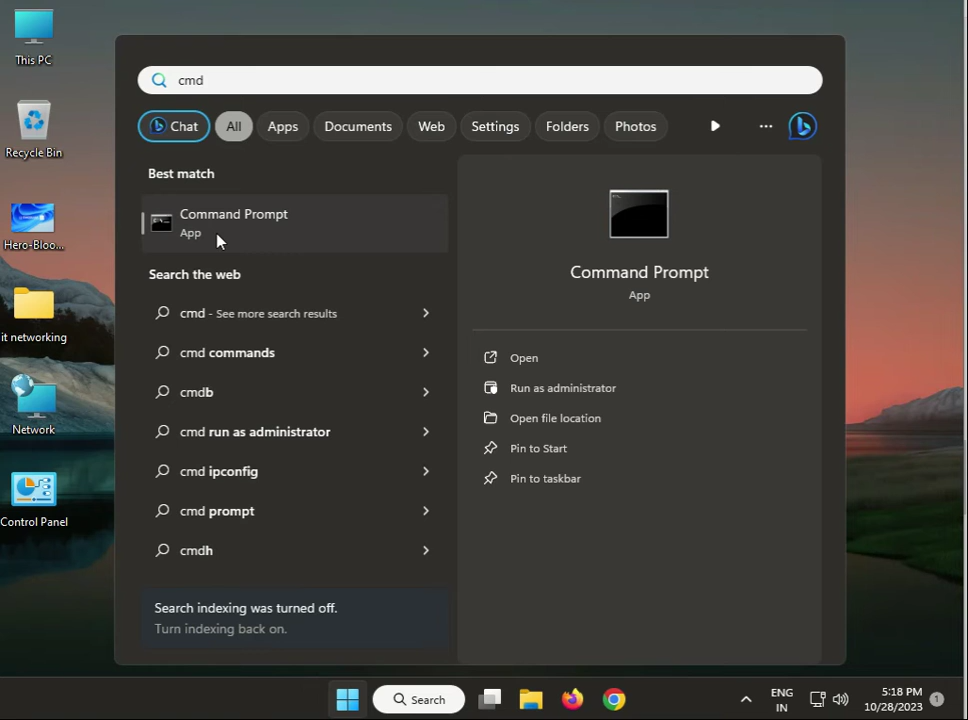 This PC
Recycle Bin
Hero-Bloo...
it networking
Network
Control Panel
cmd
Chat
All
Apps
Documents
Web
Settings
Folders
Photos
...
Best match
Command Prompt
App
Search the web
cmd - See more search results
cmd commands
cmdb
cmd run as administrator
cmd ipconfig
cmd prompt
cmdh
Search indexing was turned off.
Turn indexing back on.
Command Prompt
App
Open
Run as administrator
Open file location
Pin to Start
Pin to taskbar
Search
ENG
IN
5:18 PM
10/28/2023
1